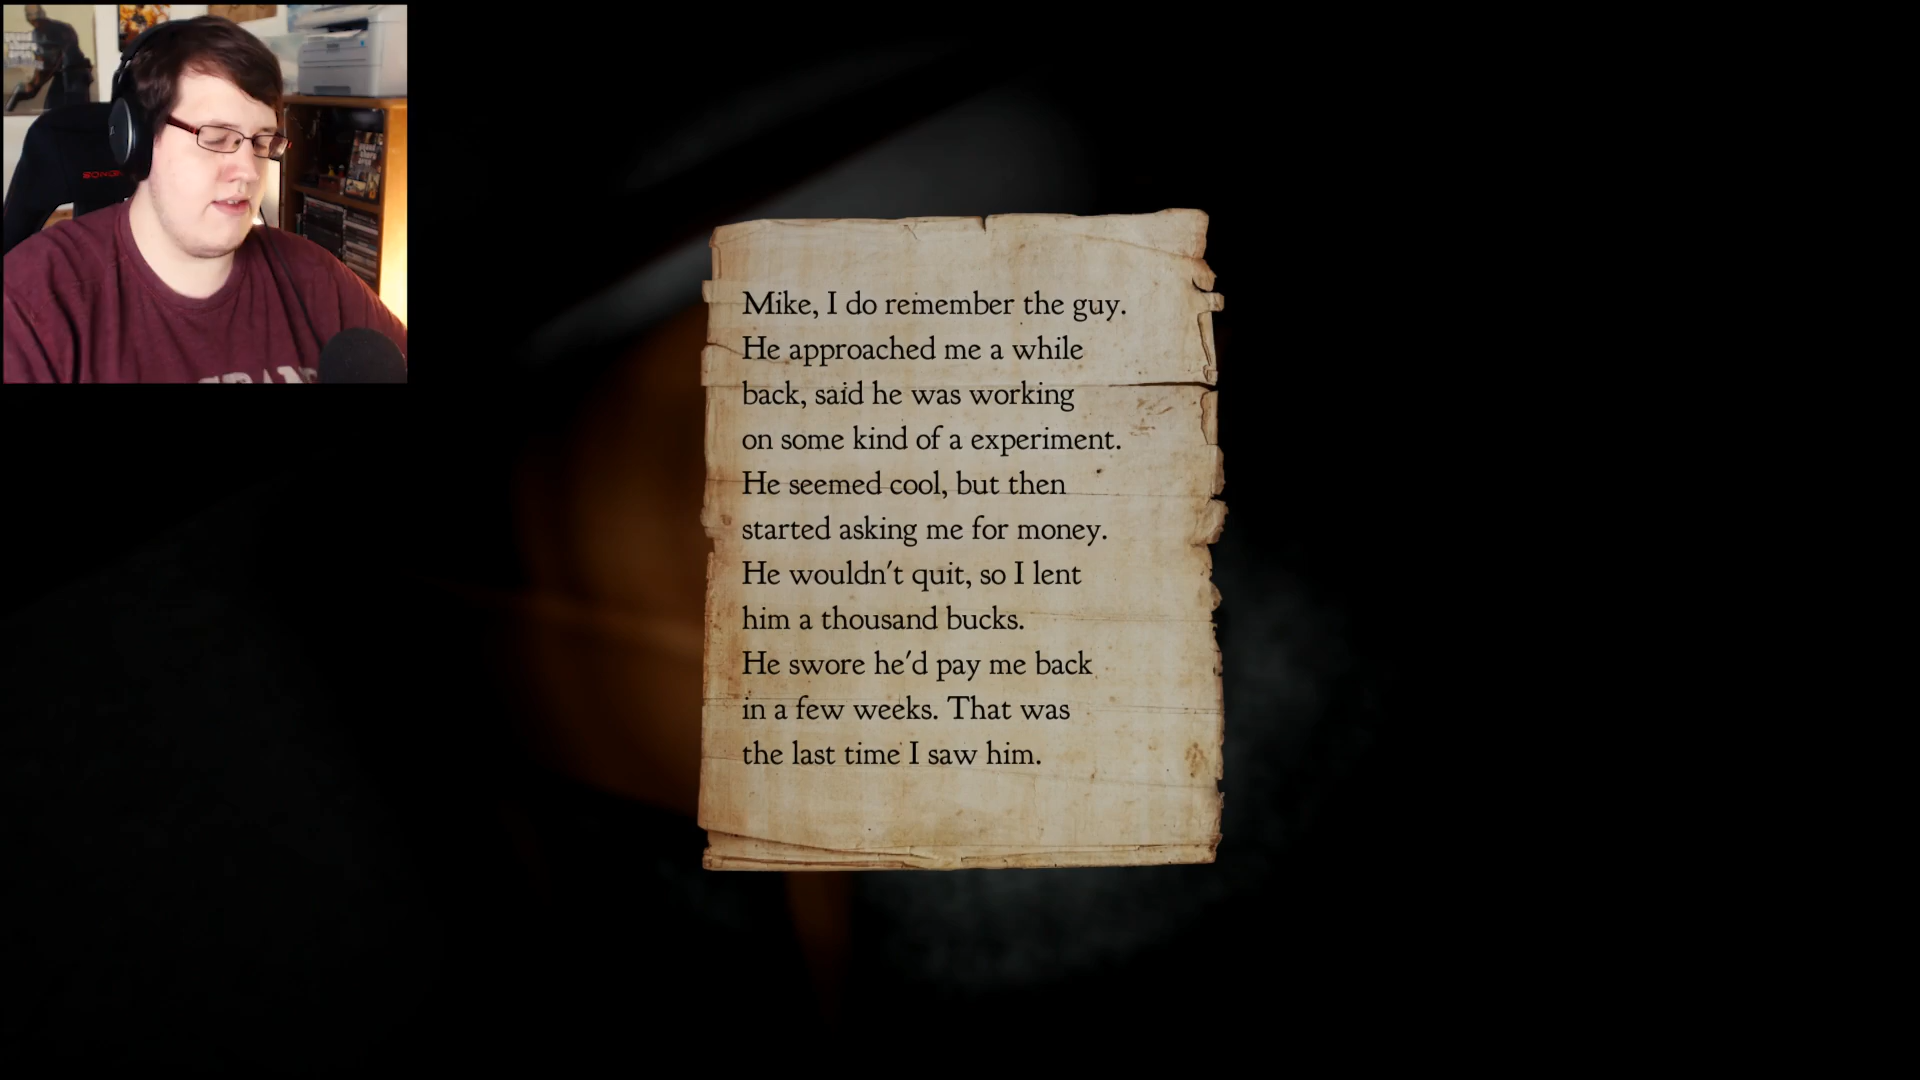 Mike, I do remember the guy.
He approached me a while
back, said he was working
on some kind of a experiment.
He seemed cool, but then
started asking me for money.
He wouldn't quit, so I lent
him a thousand bucks.
He swore he'd pay me back
in a few weeks. That was
the last time I saw him.